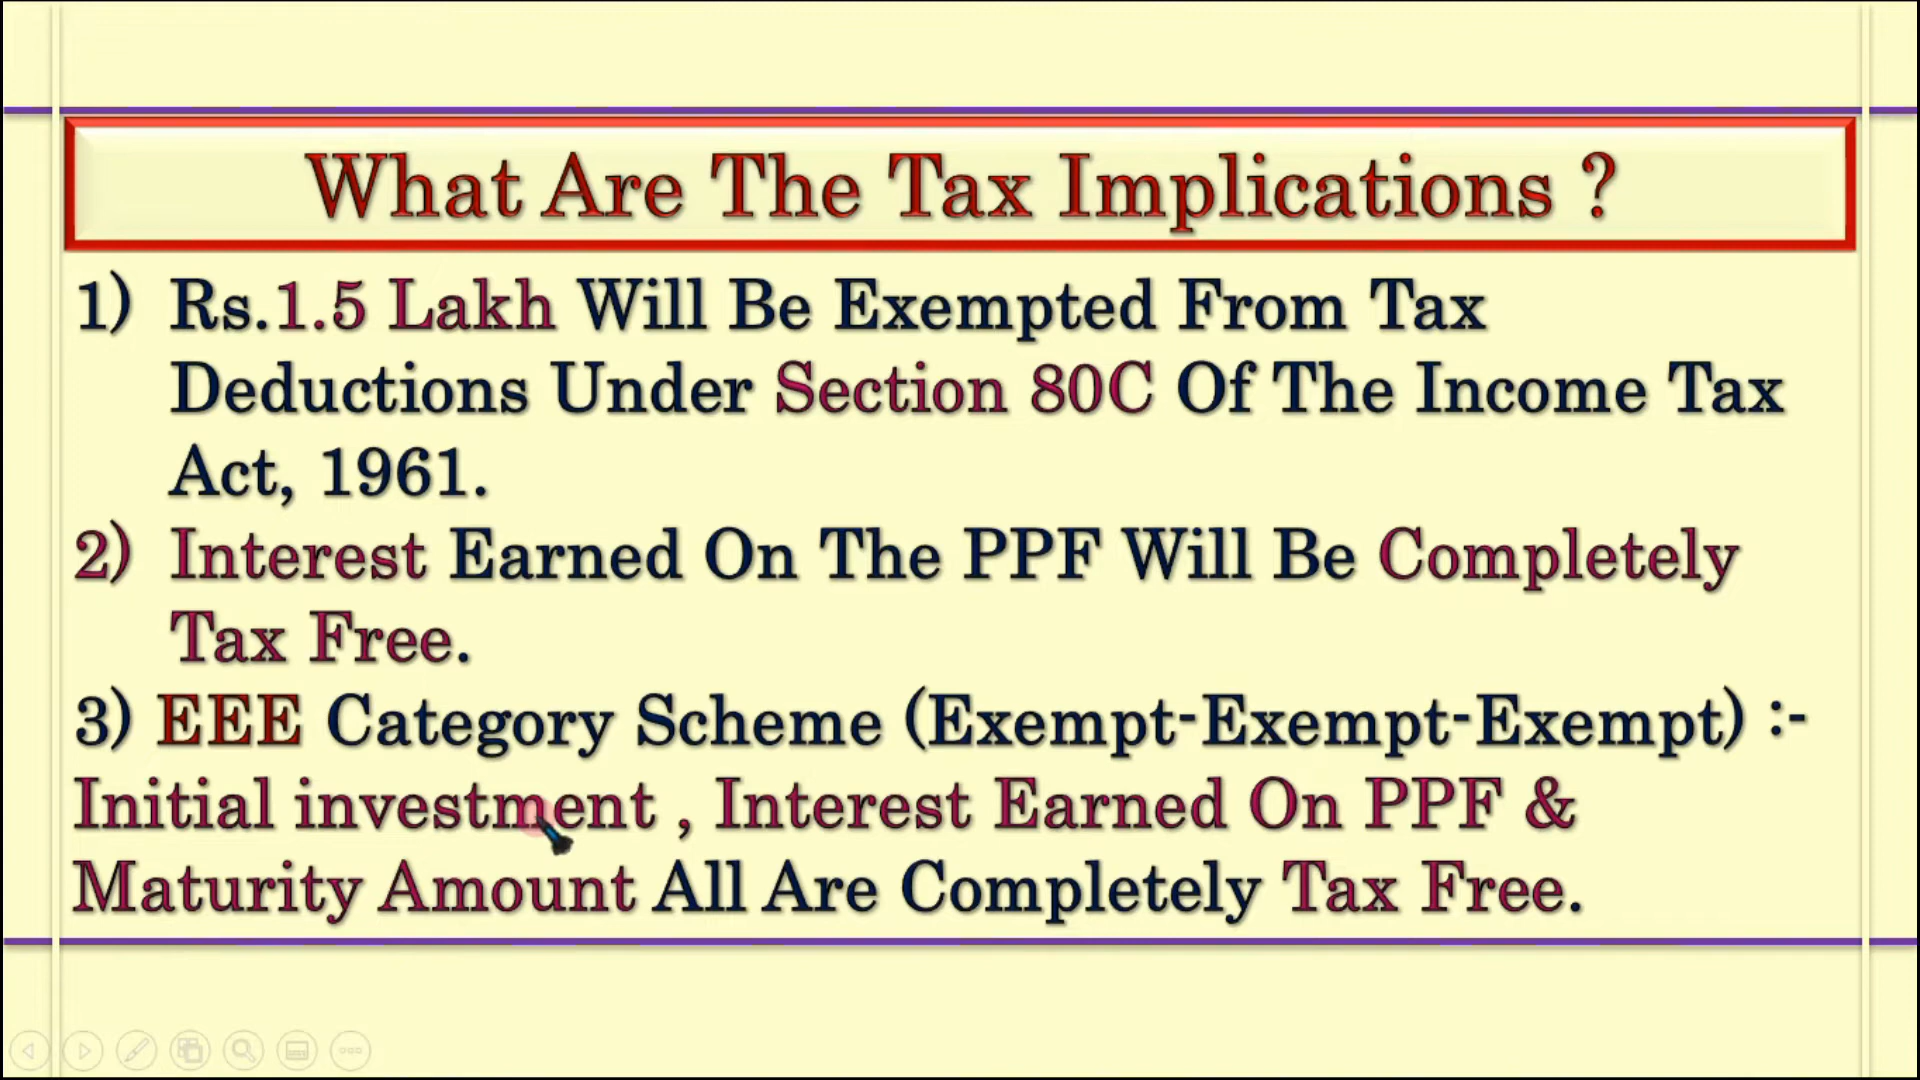 What Are The Tax Implications ?
1) Rs.1.5 Lakh Will Be Exempted From Tax
Deductions Under Section 80C Of The Income Tax
Act, 1961.
2) Interest Earned On The PPF Will Be Completely
Tax Free.
3) EEE Category Scheme (Exempt-Exempt-Exempt) :-
Initial investment , Interest Earned On PPF &
Maturity Amount All Are Completely Tax Free.